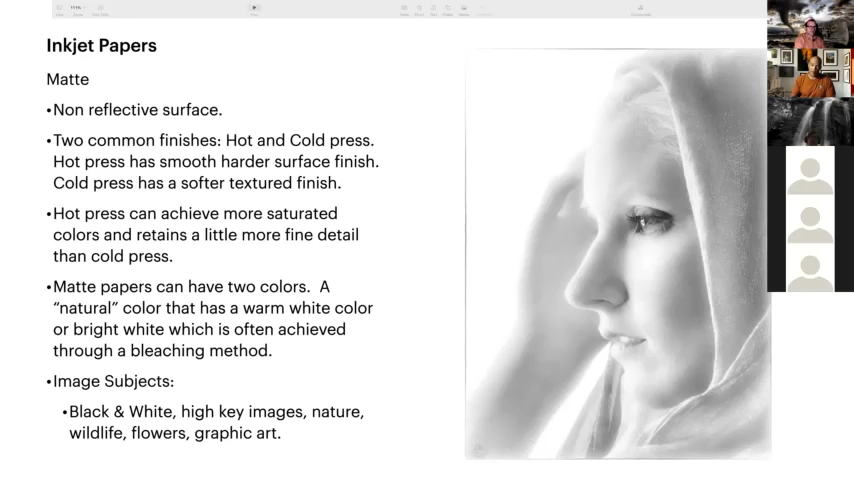 111%
Inkjet Papers
Matte
•Non reflective surface.
•Two common finishes: Hot and Cold press.
Hot press has smooth harder surface finish.
Cold press has a softer textured finish.
•Hot press can achieve more saturated
colors and retains a little more fine detail
than cold press.
•Matte papers can have two colors. A
“natural” color that has a warm white color
or bright white which is often achieved
through a bleaching method.
•Image Subjects:
•Black & White, high key images, nature,
wildlife, flowers, graphic art.